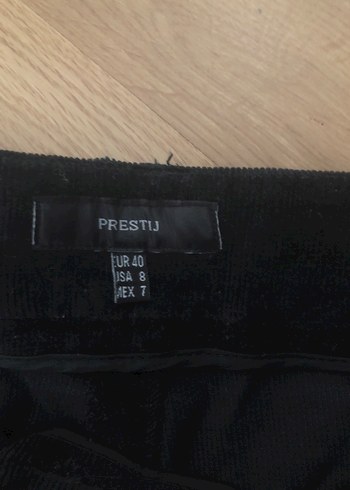 PRESTIJ
EUR 40
USA 8
MEX 7